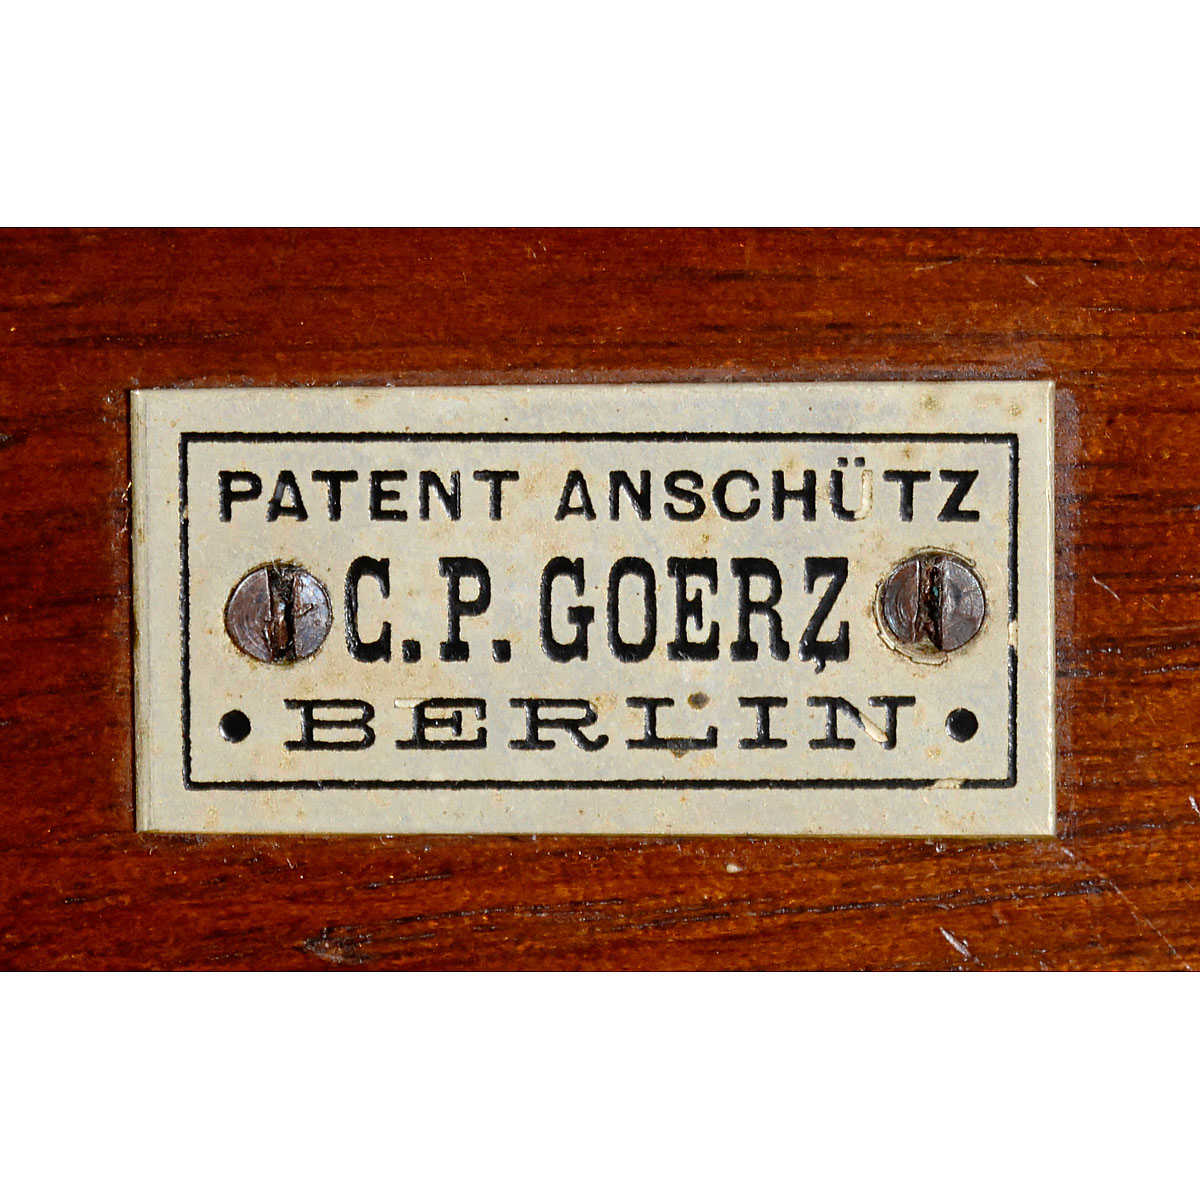 PATENT ANSCHÜTZ
C. P. GOERZ
• BERLIN •